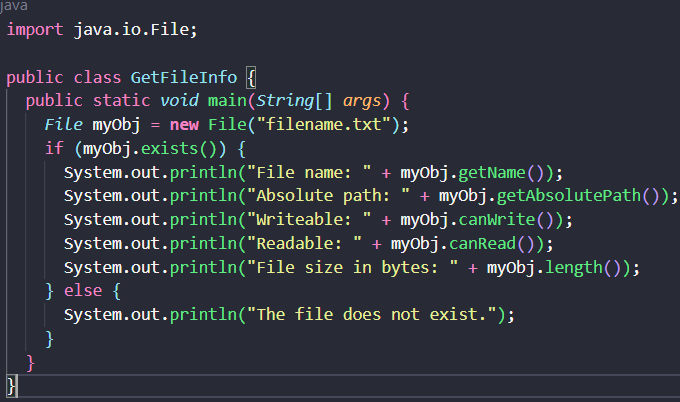 java
import java.io.File;
public class GetFileInfo {
  public static void main(String[] args) {
    File myObj = new File("filename.txt");
    if (myObj.exists()) {
      System.out.println("File name: " + myObj.getName());
      System.out.println("Absolute path: " + myObj.getAbsolutePath());
      System.out.println("Writeable: " + myObj.canWrite());
      System.out.println("Readable: " + myObj.canRead());
      System.out.println("File size in bytes: " + myObj.length());
    } else {
      System.out.println("The file does not exist.");
    }
  }
}